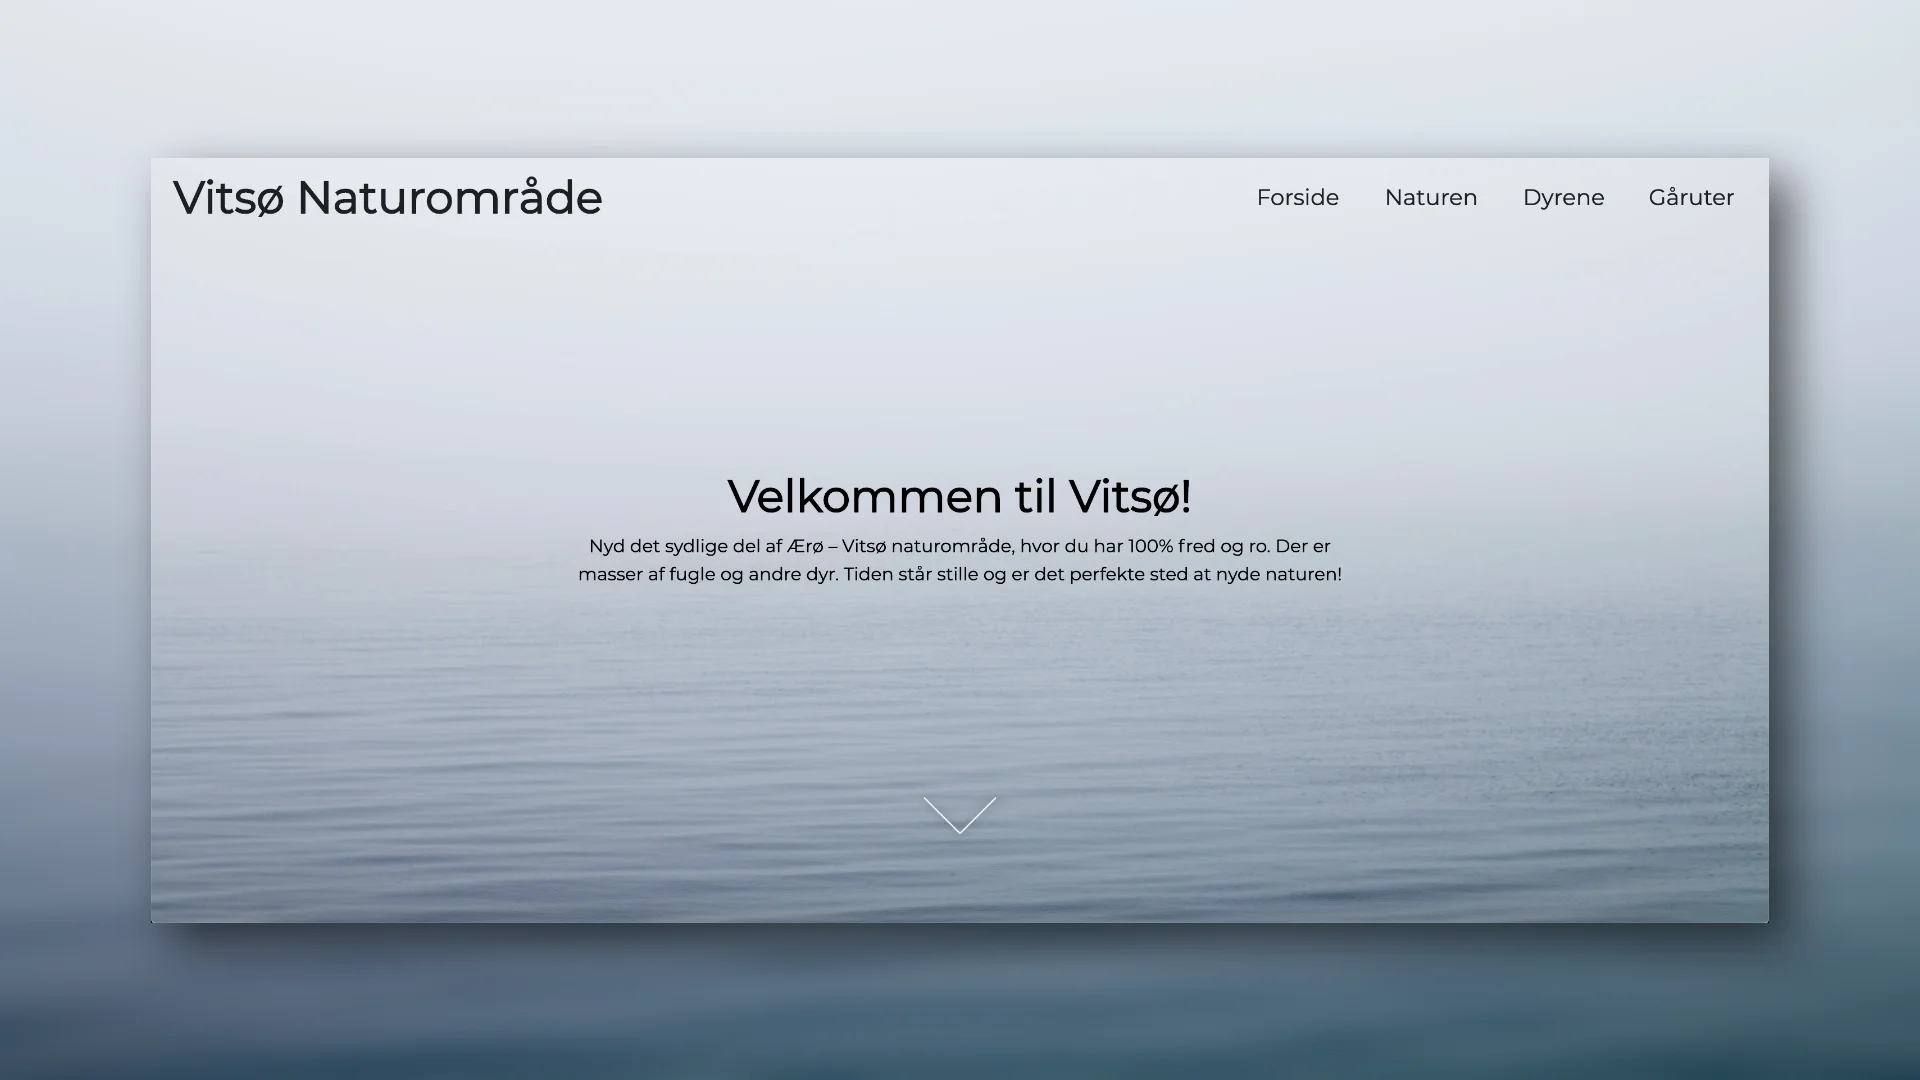 Vitsø Naturområde
Forside Naturen Dyrene Gåruter
Velkommen til Vitsø!
Nyd det sydlige del af Ærø – Vitsø naturområde, hvor du har 100% fred og ro. Der er
masser af fugle og andre dyr. Tiden står stille og er det perfekte sted at nyde naturen!